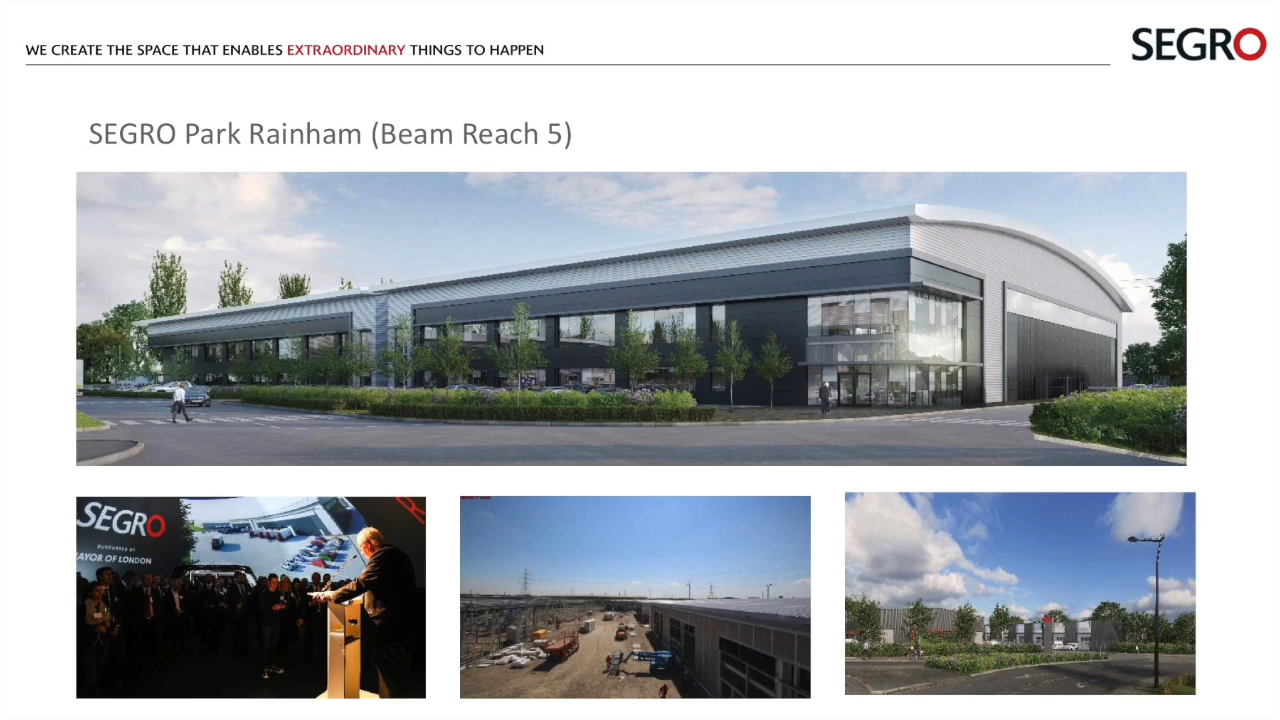 WE CREATE THE SPACE THAT ENABLES EXTRAORDINARY THINGS TO HAPPEN
SEGRO
SEGRO Park Rainham (Beam Reach 5)
SEGRO
SUPPORTED BY
MAYOR OF LONDON